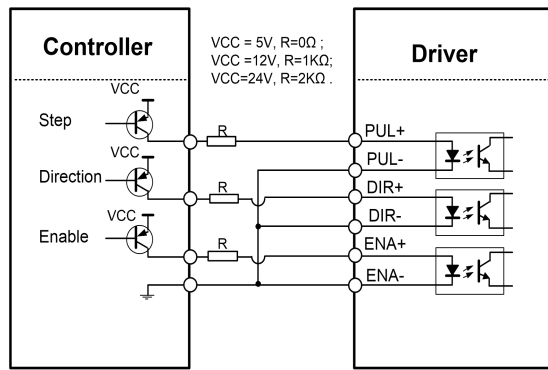 Controller
VCC = 5V, R=0Ω ;
VCC =12V, R=1KΩ;
VCC=24V, R=2KΩ .
Driver
VCC
Step
R
PUL+
VCC
PUL-
Direction
R
DIR+
VCC
DIR-
Enable
R
ENA+
ENA-